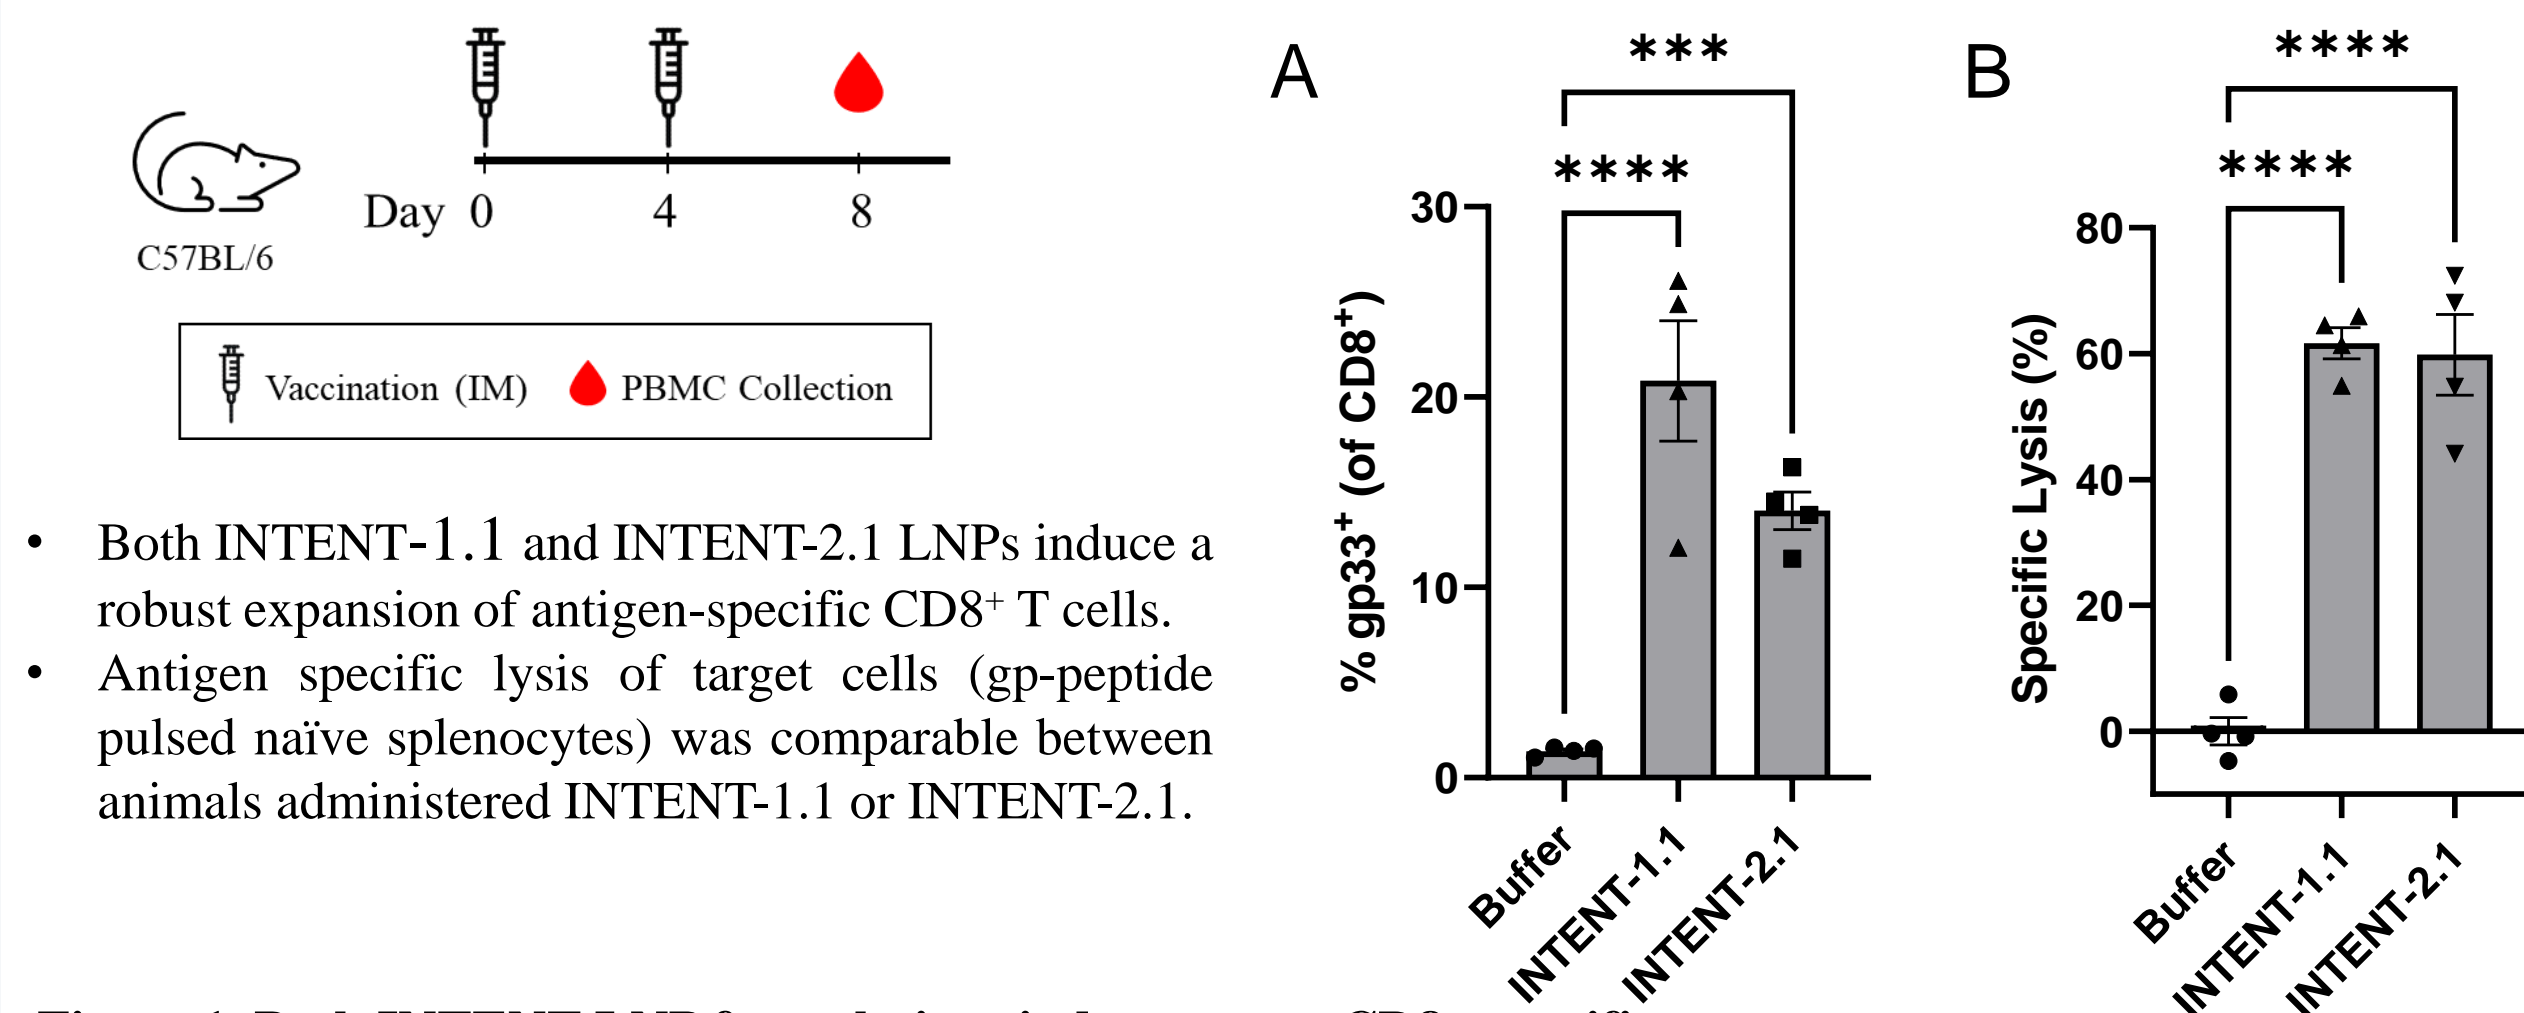 Day 0 4 8
C57BL/6
Vaccination (IM) PBMC Collection
• Both INTENT-1.1 and INTENT-2.1 LNPs induce a
robust expansion of antigen-specific CD8⁺ T cells.
• Antigen specific lysis of target cells (gp-peptide
pulsed naïve splenocytes) was comparable between
animals administered INTENT-1.1 or INTENT-2.1.
A
***
****
% gp33⁺ (of CD8⁺)
30
20
10
0
Buffer
INTENT-1.1
INTENT-2.1
B
****
****
Specific Lysis (%)
80
60
40
20
0
Buffer
INTENT-1.1
INTENT-2.1